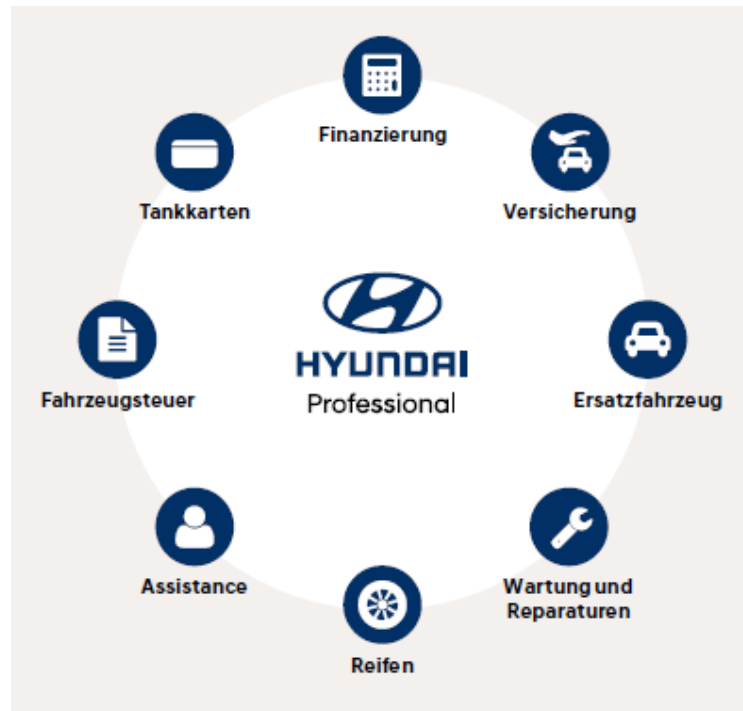 Finanzierung
Tankkarten
Versicherung
HYUNDAI
Professional
Fahrzeugsteuer
Ersatzfahrzeug
Assistance
Wartung und
Reparaturen
Reifen